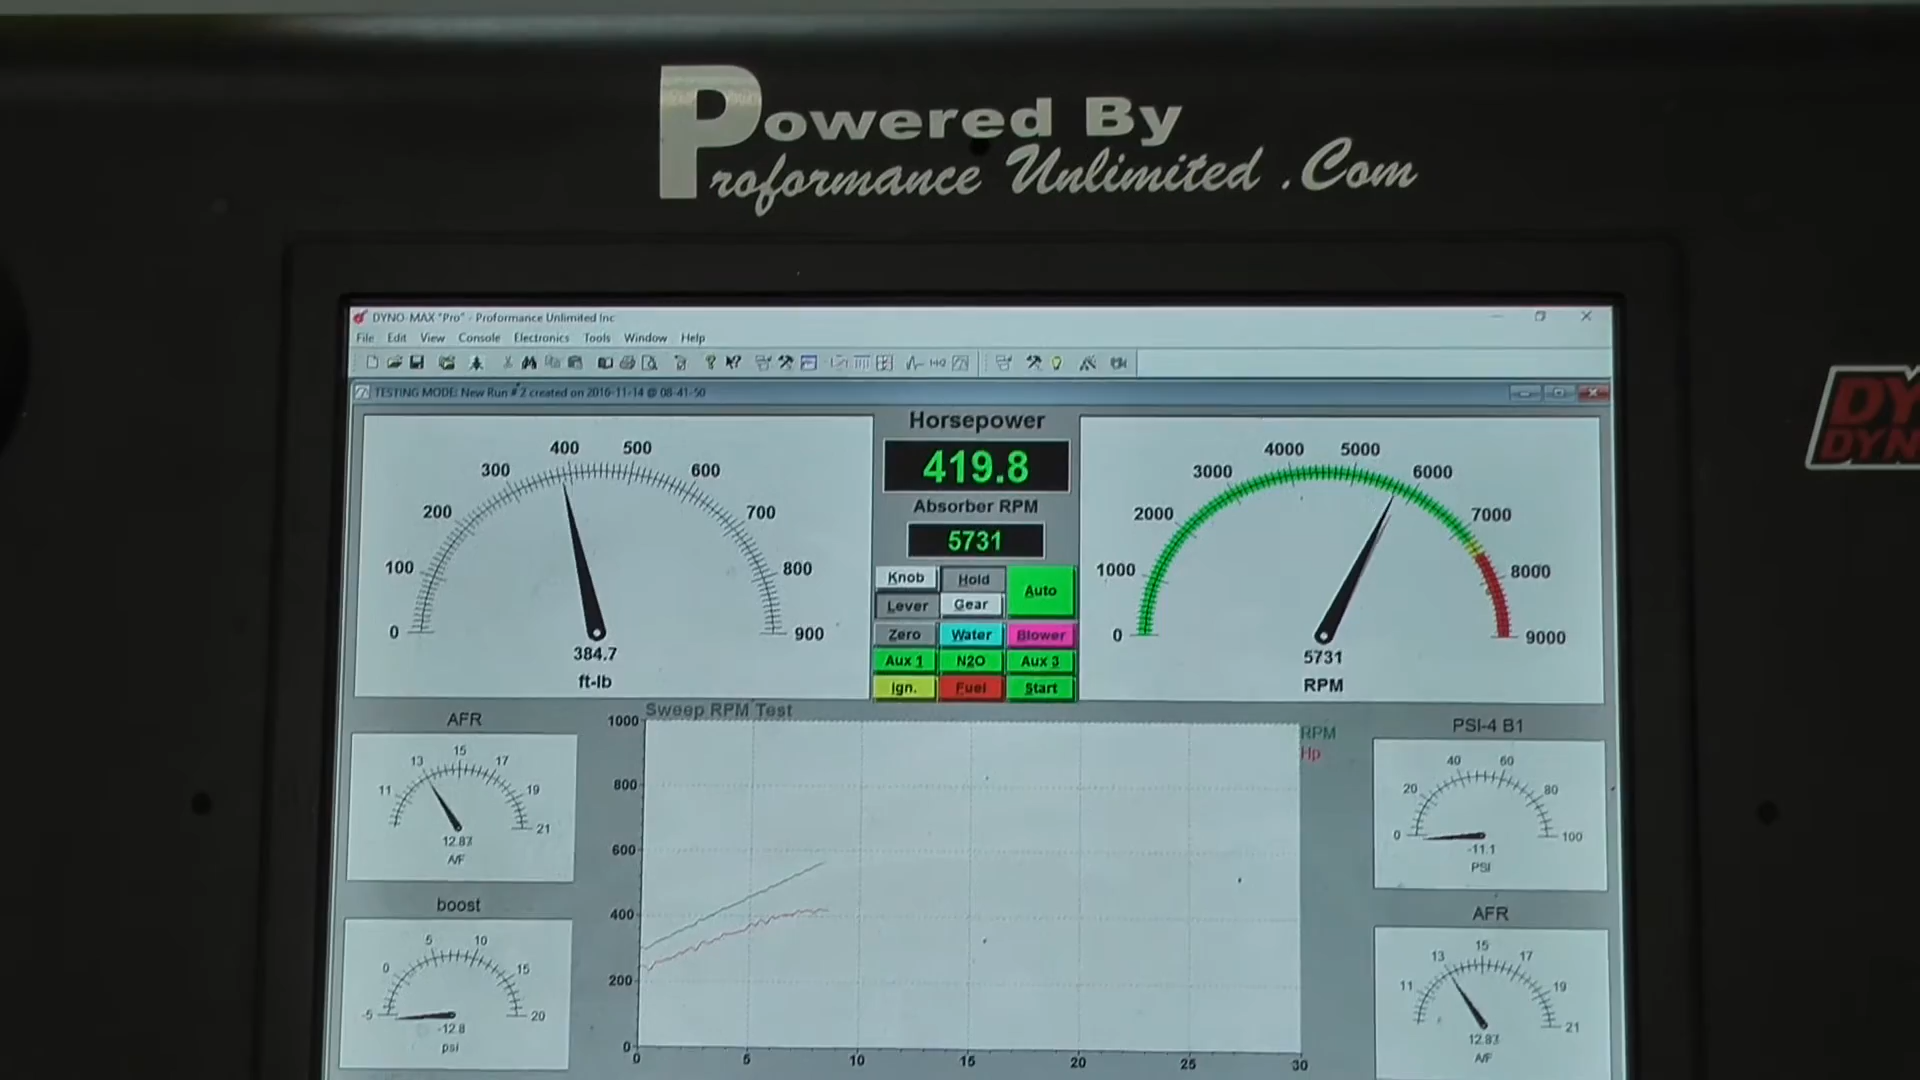 Powered By
Proformance Unlimited .Com
DYNO-MAX "Pro" - Proformance Unlimited Inc
File Edit View Console Electronics Tools Window Help
TESTING MODE: New Run # 2 created on 2016-11-14 @ 08-41-50
0 100 200 300 400 500 600 700 800 900
384.7
ft-lb
Horsepower
419.8
Absorber RPM
5731
Knob Hold Auto
Lever Gear
Zero Water Blower
Aux 1 N2O Aux 3
Ign. Fuel Start
0 1000 2000 3000 4000 5000 6000 7000 8000 9000
5731
RPM
DY
DYN
AFR
11 13 15 17 19 21
12.87
A/F
boost
-5 0 5 10 15 20
-12.8
psi
Sweep RPM Test
1000
800
600
400
200
0
0 5 10 15 20 25 30
RPM
Hp
PSI-4 B1
0 20 40 60 80 100
-11.1
PSI
AFR
11 13 15 17 19 21
12.87
A/F